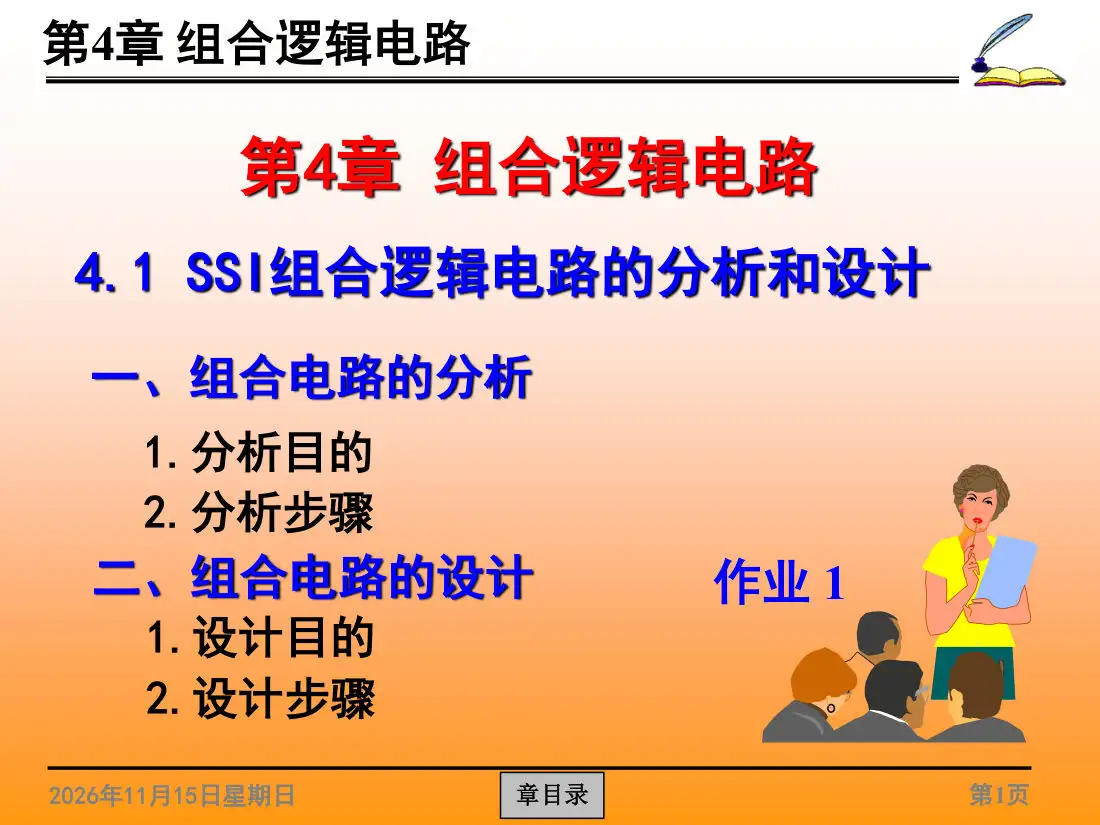 第4章 组合逻辑电路
第4章 组合逻辑电路
4.1 SSI组合逻辑电路的分析和设计
一、组合电路的分析
1.分析目的
2.分析步骤
二、组合电路的设计
作业 1
1.设计目的
2.设计步骤
2026年11月15日星期日
章目录
第1页